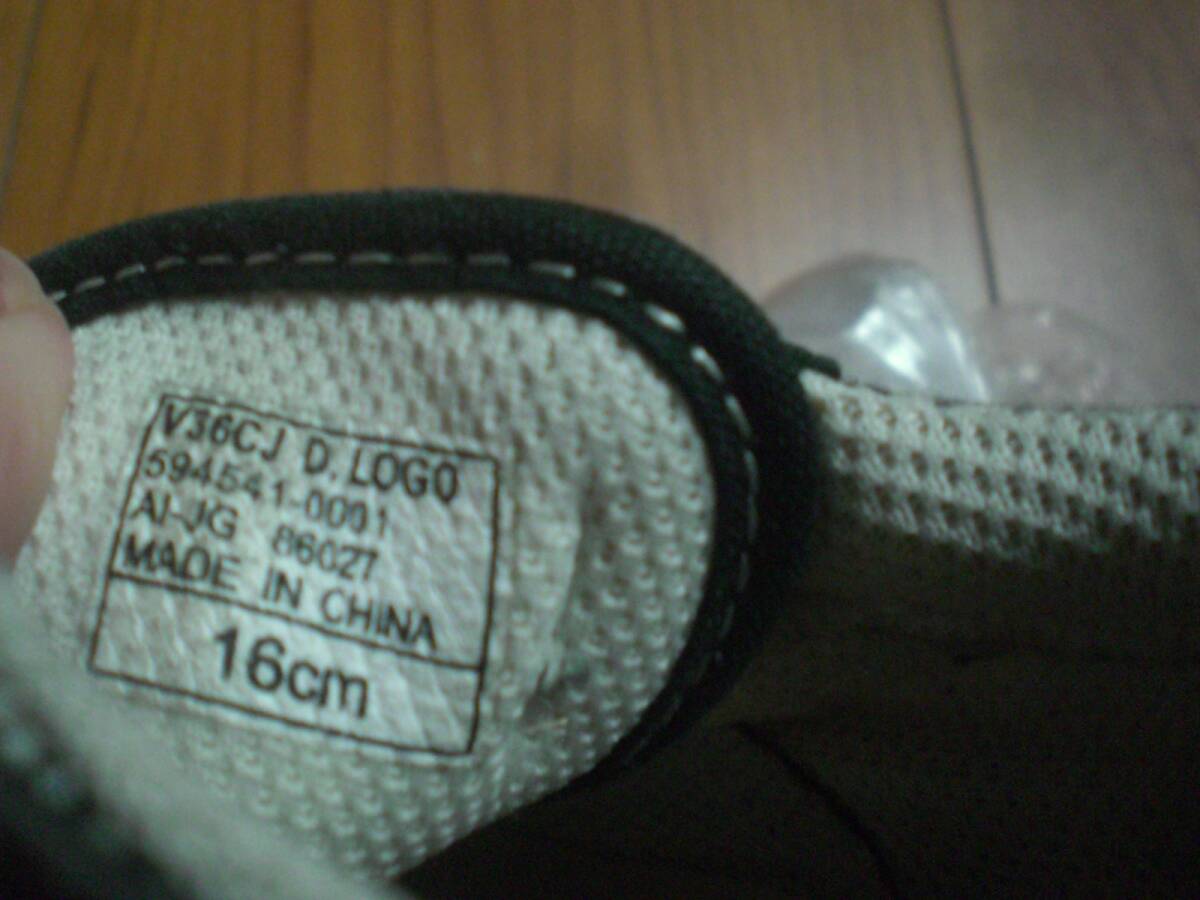 V36CJ D.LOGO
594541-0001
AI-JG 86027
MADE IN CHINA
16cm